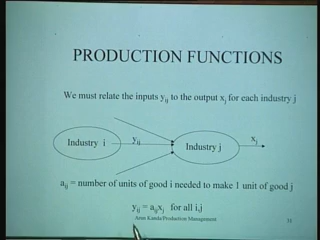 PRODUCTION FUNCTIONS
We must relate the inputs yij to the output xj for each industry j
Industry i
yij
Industry j
xj
aij = number of units of good i needed to make 1 unit of good j
yij = aijxj for all i,j
Arun Kanda/Production Management